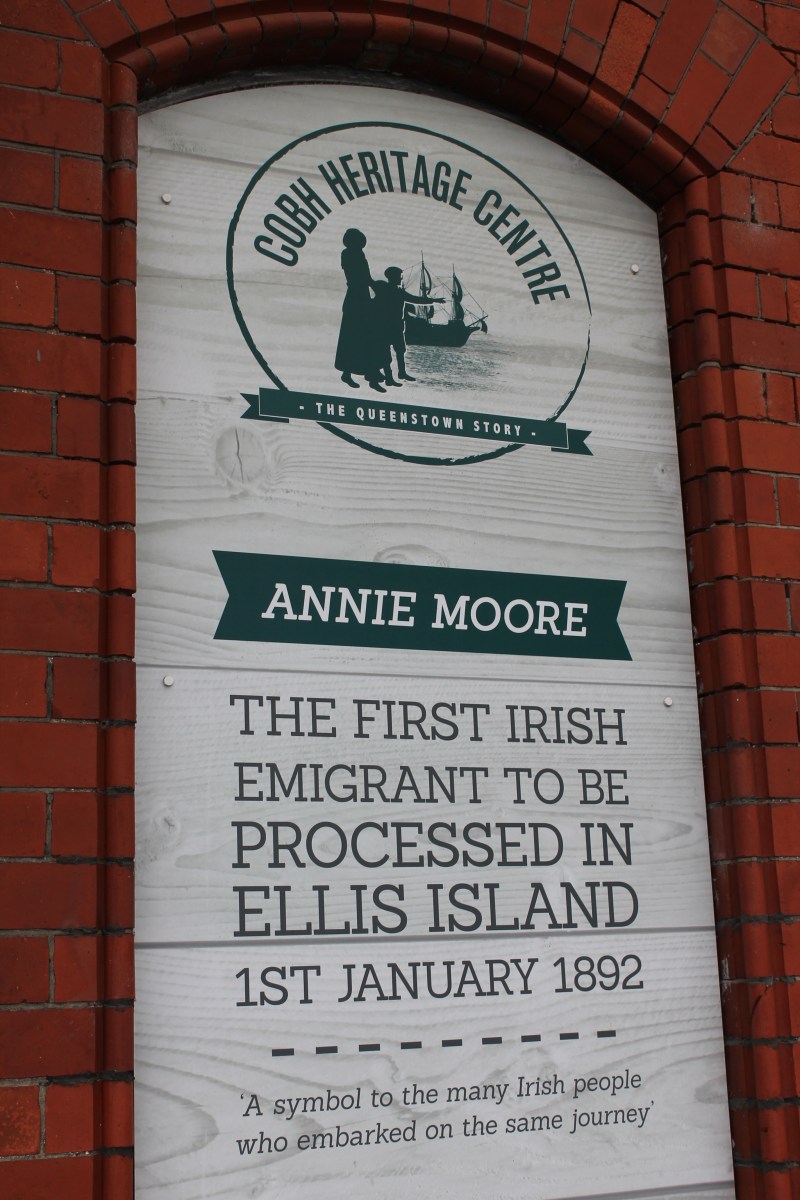 COBH HERITAGE CENTRE
- THE QUEENSTOWN STORY -
ANNIE MOORE
THE FIRST IRISH
EMIGRANT TO BE
PROCESSED IN
ELLIS ISLAND
1ST JANUARY 1892
'A symbol to the many Irish people
who embarked on the same journey'